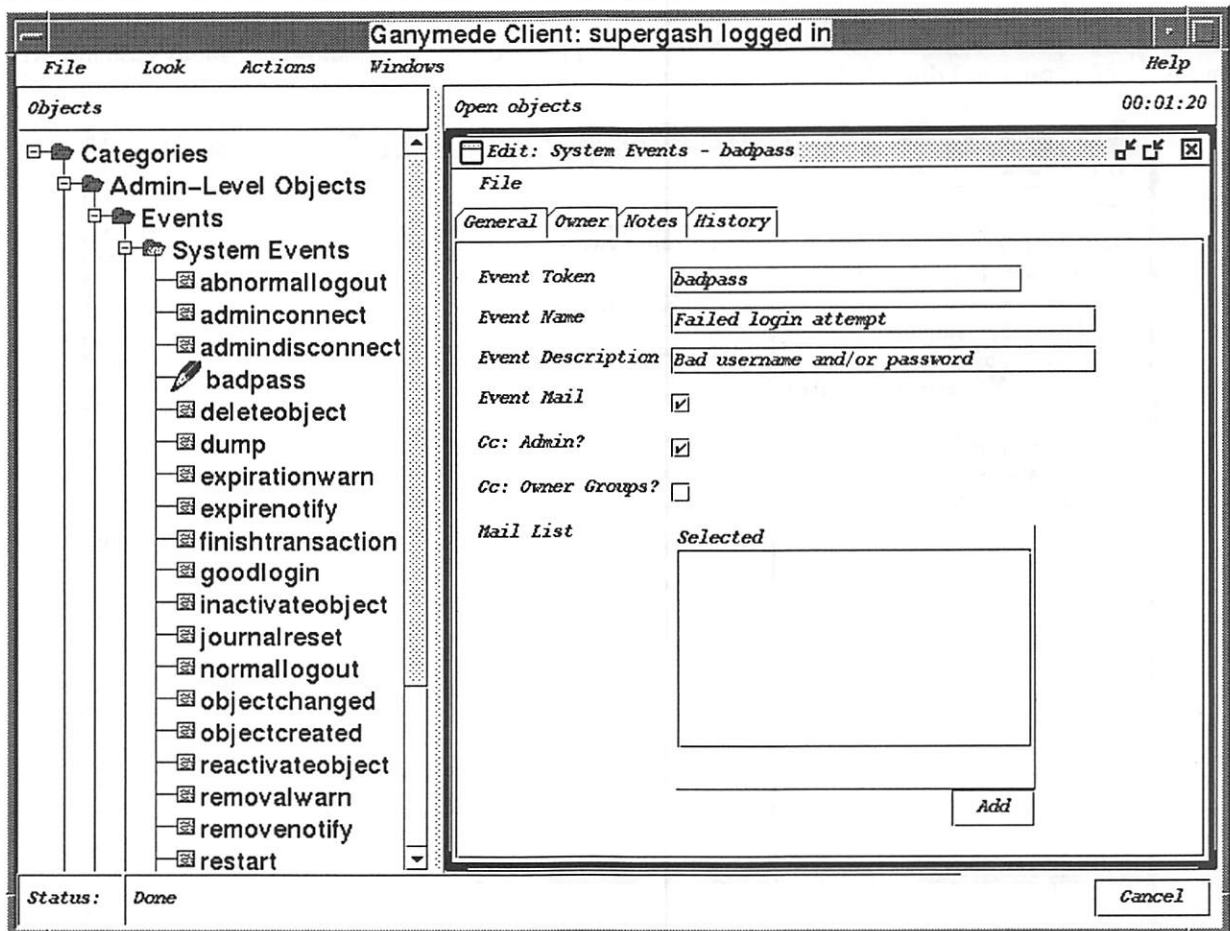 Ganymede Client: supergash logged in
File Look Actions Windows Help
Objects
Categories
Admin-Level Objects
Events
System Events
abnormallogout
adminconnect
admindisconnect
badpass
deleteobject
dump
expirationwarn
expirenotify
finishtransaction
goodlogin
inactivateobject
journalreset
normallogout
objectchanged
objectcreated
reactivateobject
removalwarn
removenotify
restart
Open objects 00:01:20
Edit: System Events - badpass
File
General Owner Notes History
Event Token badpass
Event Name Failed login attempt
Event Description Bad username and/or password
Event Mail
Cc: Admin?
Cc: Owner Groups?
Mail List Selected
Add
Status: Done Cancel